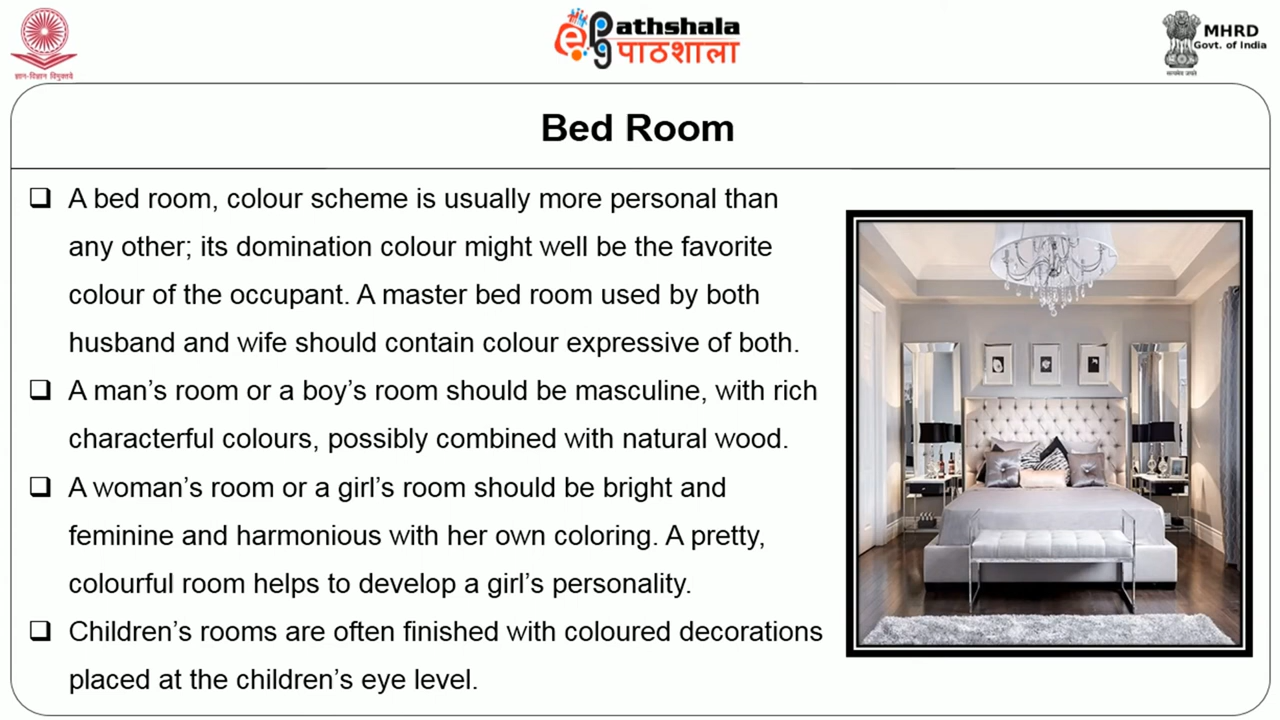 ज्ञान-विज्ञान विमुक्तये
ePathshala
पाठशाला
MHRD
Govt. of India
सत्यमेव जयते
Bed Room
A bed room, colour scheme is usually more personal than
any other; its domination colour might well be the favorite
colour of the occupant. A master bed room used by both
husband and wife should contain colour expressive of both.
A man's room or a boy's room should be masculine, with rich
characterful colours, possibly combined with natural wood.
A woman's room or a girl's room should be bright and
feminine and harmonious with her own coloring. A pretty,
colourful room helps to develop a girl's personality.
Children's rooms are often finished with coloured decorations
placed at the children's eye level.